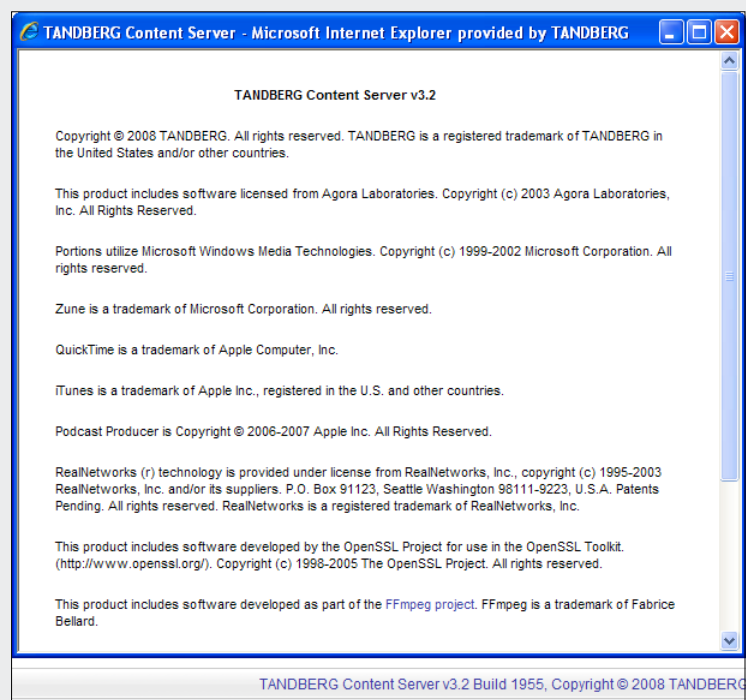 TANDBERG Content Server - Microsoft Internet Explorer provided by TANDBERG
TANDBERG Content Server v3.2
Copyright © 2008 TANDBERG. All rights reserved. TANDBERG is a registered trademark of TANDBERG in
the United States and/or other countries.
This product includes software licensed from Agora Laboratories. Copyright (c) 2003 Agora Laboratories,
Inc. All Rights Reserved.
Portions utilize Microsoft Windows Media Technologies. Copyright (c) 1999-2002 Microsoft Corporation. All
rights reserved.
Zune is a trademark of Microsoft Corporation. All rights reserved.
QuickTime is a trademark of Apple Computer, Inc.
iTunes is a trademark of Apple Inc., registered in the U.S. and other countries.
Podcast Producer is Copyright © 2006-2007 Apple Inc. All Rights Reserved.
RealNetworks (r) technology is provided under license from RealNetworks, Inc., copyright (c) 1995-2003
RealNetworks, Inc. and/or its suppliers. P.O. Box 91123, Seattle Washington 98111-9223, U.S.A. Patents
Pending. All rights reserved. RealNetworks is a registered trademark of RealNetworks, Inc.
This product includes software developed by the OpenSSL Project for use in the OpenSSL Toolkit.
(http://www.openssl.org/). Copyright (c) 1998-2005 The OpenSSL Project. All rights reserved.
This product includes software developed as part of the FFmpeg project. FFmpeg is a trademark of Fabrice
Bellard.
TANDBERG Content Server v3.2 Build 1955, Copyright © 2008 TANDBERG